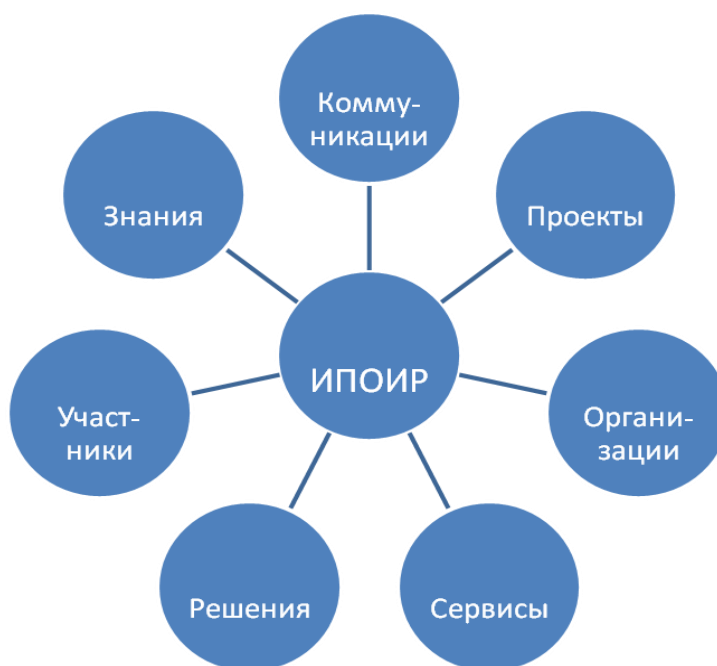 Комму-
никации
Знания
Проекты
ИПОИР
Участ-
ники
Органи-
зации
Решения
Сервисы